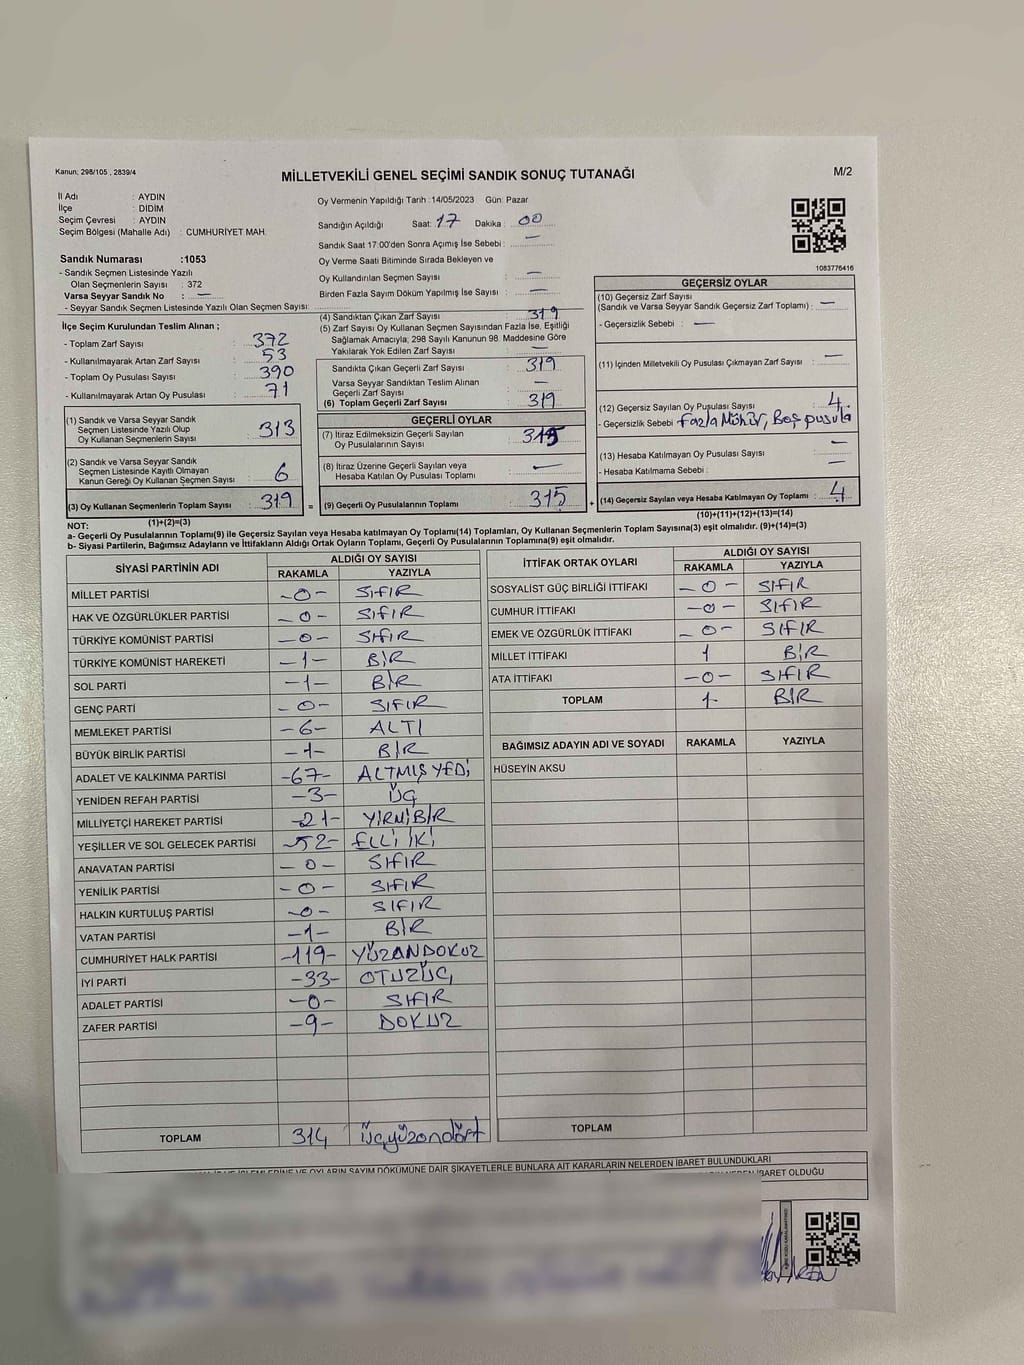 Kanun; 298/105 , 2839/4
MİLLETVEKİLİ GENEL SEÇİMİ SANDIK SONUÇ TUTANAĞI
M/2
İl Adı : AYDIN
İlçe : DİDİM
Seçim Çevresi : AYDIN
Seçim Bölgesi (Mahalle Adı) : CUMHURİYET MAH.
Sandık Numarası :1053
- Sandık Seçmen Listesinde Yazılı
Olan Seçmenlerin Sayısı : 372
Varsa Seyyar Sandık No : —
- Seyyar Sandık Seçmen Listesinde Yazılı Olan Seçmen Sayısı:
Oy Vermenin Yapıldığı Tarih :14/05/2023 Gün: Pazar
Sandığın Açıldığı Saat: 17 Dakika : 00
Sandık Saat 17:00'den Sonra Açımış İse Sebebi : —
Oy Verme Saati Bitiminde Sırada Bekleyen ve
Oy Kullandırılan Seçmen Sayısı —
Birden Fazla Sayım Döküm Yapılmış İse Sayısı : —
1083776416
İlçe Seçim Kurulundan Teslim Alınan ;
- Toplam Zarf Sayısı : 372
- Kullanılmayarak Artan Zarf Sayısı : 53
- Toplam Oy Pusulası Sayısı : 390
- Kullanılmayarak Artan Oy Pusulası : 71
(1) Sandık ve Varsa Seyyar Sandık
Seçmen Listesinde Yazılı Olup
Oy Kullanan Seçmenlerin Sayısı : 313
(2) Sandık ve Varsa Seyyar Sandık
Seçmen Listesinde Kayıtlı Olmayan
Kanun Gereği Oy Kullanan Seçmen Sayısı : 6
(3) Oy Kullanan Seçmenlerin Toplam Sayısı : 319
(1)+(2)=(3)
(4) Sandıktan Çıkan Zarf Sayısı : 319
(5) Zarf Sayısı Oy Kullanan Seçmen Sayısından Fazla İse, Eşitliği
Sağlamak Amacıyla; 298 Sayılı Kanunun 98. Maddesine Göre
Yakılarak Yok Edilen Zarf Sayısı : —
Sandıkta Çıkan Geçerli Zarf Sayısı : 319
Varsa Seyyar Sandıktan Teslim Alınan
Geçerli Zarf Sayısı : —
(6) Toplam Geçerli Zarf Sayısı : 319
GEÇERLİ OYLAR
(7) İtiraz Edilmeksizin Geçerli Sayılan
Oy Pusulalarının Sayısı : 315
(8) İtiraz Üzerine Geçerli Sayılan veya
Hesaba Katılan Oy Pusulası Toplamı : —
= (9) Geçerli Oy Pusulalarının Toplamı : 315 +
GEÇERSİZ OYLAR
(10) Geçersiz Zarf Sayısı
(Sandık ve Varsa Seyyar Sandık Geçersiz Zarf Toplamı) : —
- Geçersizlik Sebebi : —
(11) İçinden Milletvekili Oy Pusulası Çıkmayan Zarf Sayısı : —
(12) Geçersiz Sayılan Oy Pusulası Sayısı : 4
- Geçersizlik Sebebi : Fazla Mühür, Boş pusula
(13) Hesaba Katılmayan Oy Pusulası Sayısı : —
- Hesaba Katılmama Sebebi : —
(14) Geçersiz Sayılan veya Hesaba Katılmayan Oy Toplamı : 4
(10)+(11)+(12)+(13)=(14)
NOT:
a- Geçerli Oy Pusulalarının Toplamı(9) ile Geçersiz Sayılan veya Hesaba Katılmayan Oy Toplamı(14) Toplamları, Oy Kullanan Seçmenlerin Toplam Sayısına(3) eşit olmalıdır. (9)+(14)=(3)
b- Siyasi Partilerin, Bağımsız Adayların ve İttifakların Aldığı Ortak Oyların Toplamı, Geçerli Oy Pusulalarının Toplamına(9) eşit olmalıdır.
SİYASİ PARTİNİN ADI ALDIĞI OY SAYISI
RAKAMLA YAZIYLA
MİLLET PARTİSİ -0- SIFIR
HAK VE ÖZGÜRLÜKLER PARTİSİ -0- SIFIR
TÜRKİYE KOMÜNİST PARTİSİ -0- SIFIR
TÜRKİYE KOMÜNİST HAREKETİ -1- BİR
SOL PARTİ -1- BİR
GENÇ PARTİ -0- SIFIR
MEMLEKET PARTİSİ -6- ALTI
BÜYÜK BİRLİK PARTİSİ -1- BİR
ADALET VE KALKINMA PARTİSİ -67- ALTMIŞYEDİ
YENİDEN REFAH PARTİSİ -3- ÜÇ
MİLLİYETÇİ HAREKET PARTİSİ -21- YİRMİBİR
YEŞİLLER VE SOL GELECEK PARTİSİ -52- ELLİ İKİ
ANAVATAN PARTİSİ -0- SIFIR
YENİLİK PARTİSİ -0- SIFIR
HALKIN KURTULUŞ PARTİSİ -0- SIFIR
VATAN PARTİSİ -1- BİR
CUMHURİYET HALK PARTİSİ -119- YÜZONDOKUZ
İYİ PARTİ -33- OTUZÜÇ
ADALET PARTİSİ -0- SIFIR
ZAFER PARTİSİ -9- DOKUZ
TOPLAM 314 üçyüzondört
İTTİFAK ORTAK OYLARI ALDIĞI OY SAYISI
RAKAMLA YAZIYLA
SOSYALİST GÜÇ BİRLİĞİ İTTİFAKI -0- SIFIR
CUMHUR İTTİFAKI -0- SIFIR
EMEK VE ÖZGÜRLÜK İTTİFAKI -0- SIFIR
MİLLET İTTİFAKI 1 BİR
ATA İTTİFAKI -0- SIFIR
TOPLAM 1- BİR
BAĞIMSIZ ADAYIN ADI VE SOYADI RAKAMLA YAZIYLA
HÜSEYİN AKSU
TOPLAM
OYLARIN SAYIM DÖKÜMÜNE DAİR ŞİKAYETLERLE BUNLARA AİT KARARLARIN NELERDEN İBARET BULUNDUKLARI
İBARET OLDUĞU